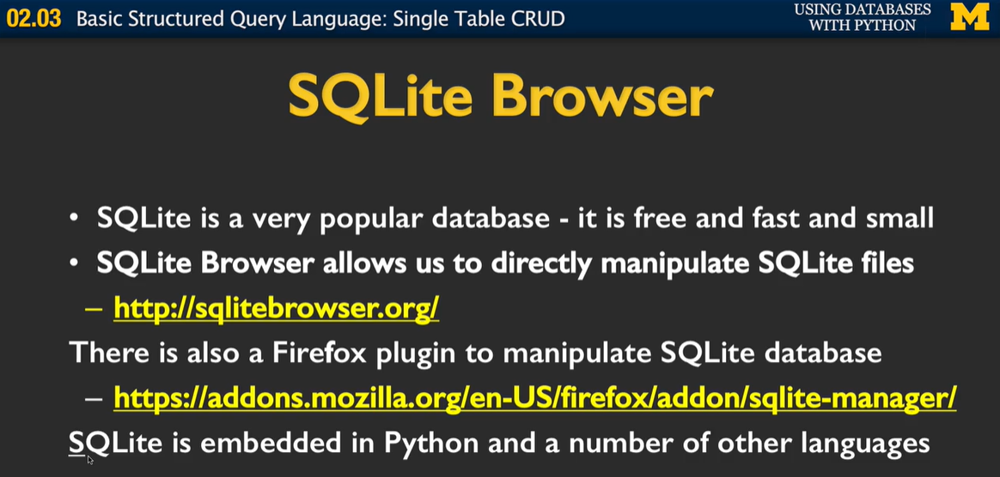 02.03 Basic Structured Query Language: Single Table CRUD
USING DATABASES
WITH PYTHON
M
SQLite Browser
• SQLite is a very popular database - it is free and fast and small
• SQLite Browser allows us to directly manipulate SQLite files
– http://sqlitebrowser.org/
There is also a Firefox plugin to manipulate SQLite database
– https://addons.mozilla.org/en-US/firefox/addon/sqlite-manager/
SQLite is embedded in Python and a number of other languages